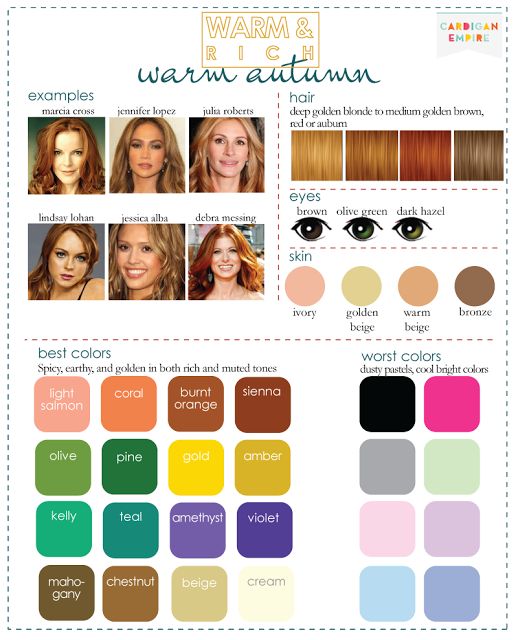 WARM &
RICH
warm autumn
CARDIGAN
EMPIRE
examples
marcia cross
jennifer lopez
julia roberts
lindsay lohan
jessica alba
debra messing
hair
deep golden blonde to medium golden brown,
red or auburn
eyes
brown
olive green
dark hazel
skin
ivory
golden
beige
warm
beige
bronze
best colors
Spicy, earthy, and golden in both rich and muted tones
light
salmon
coral
burnt
orange
sienna
olive
pine
gold
amber
kelly
teal
amethyst
violet
maho-
gany
chestnut
beige
cream
worst colors
dusty pastels, cool bright colors